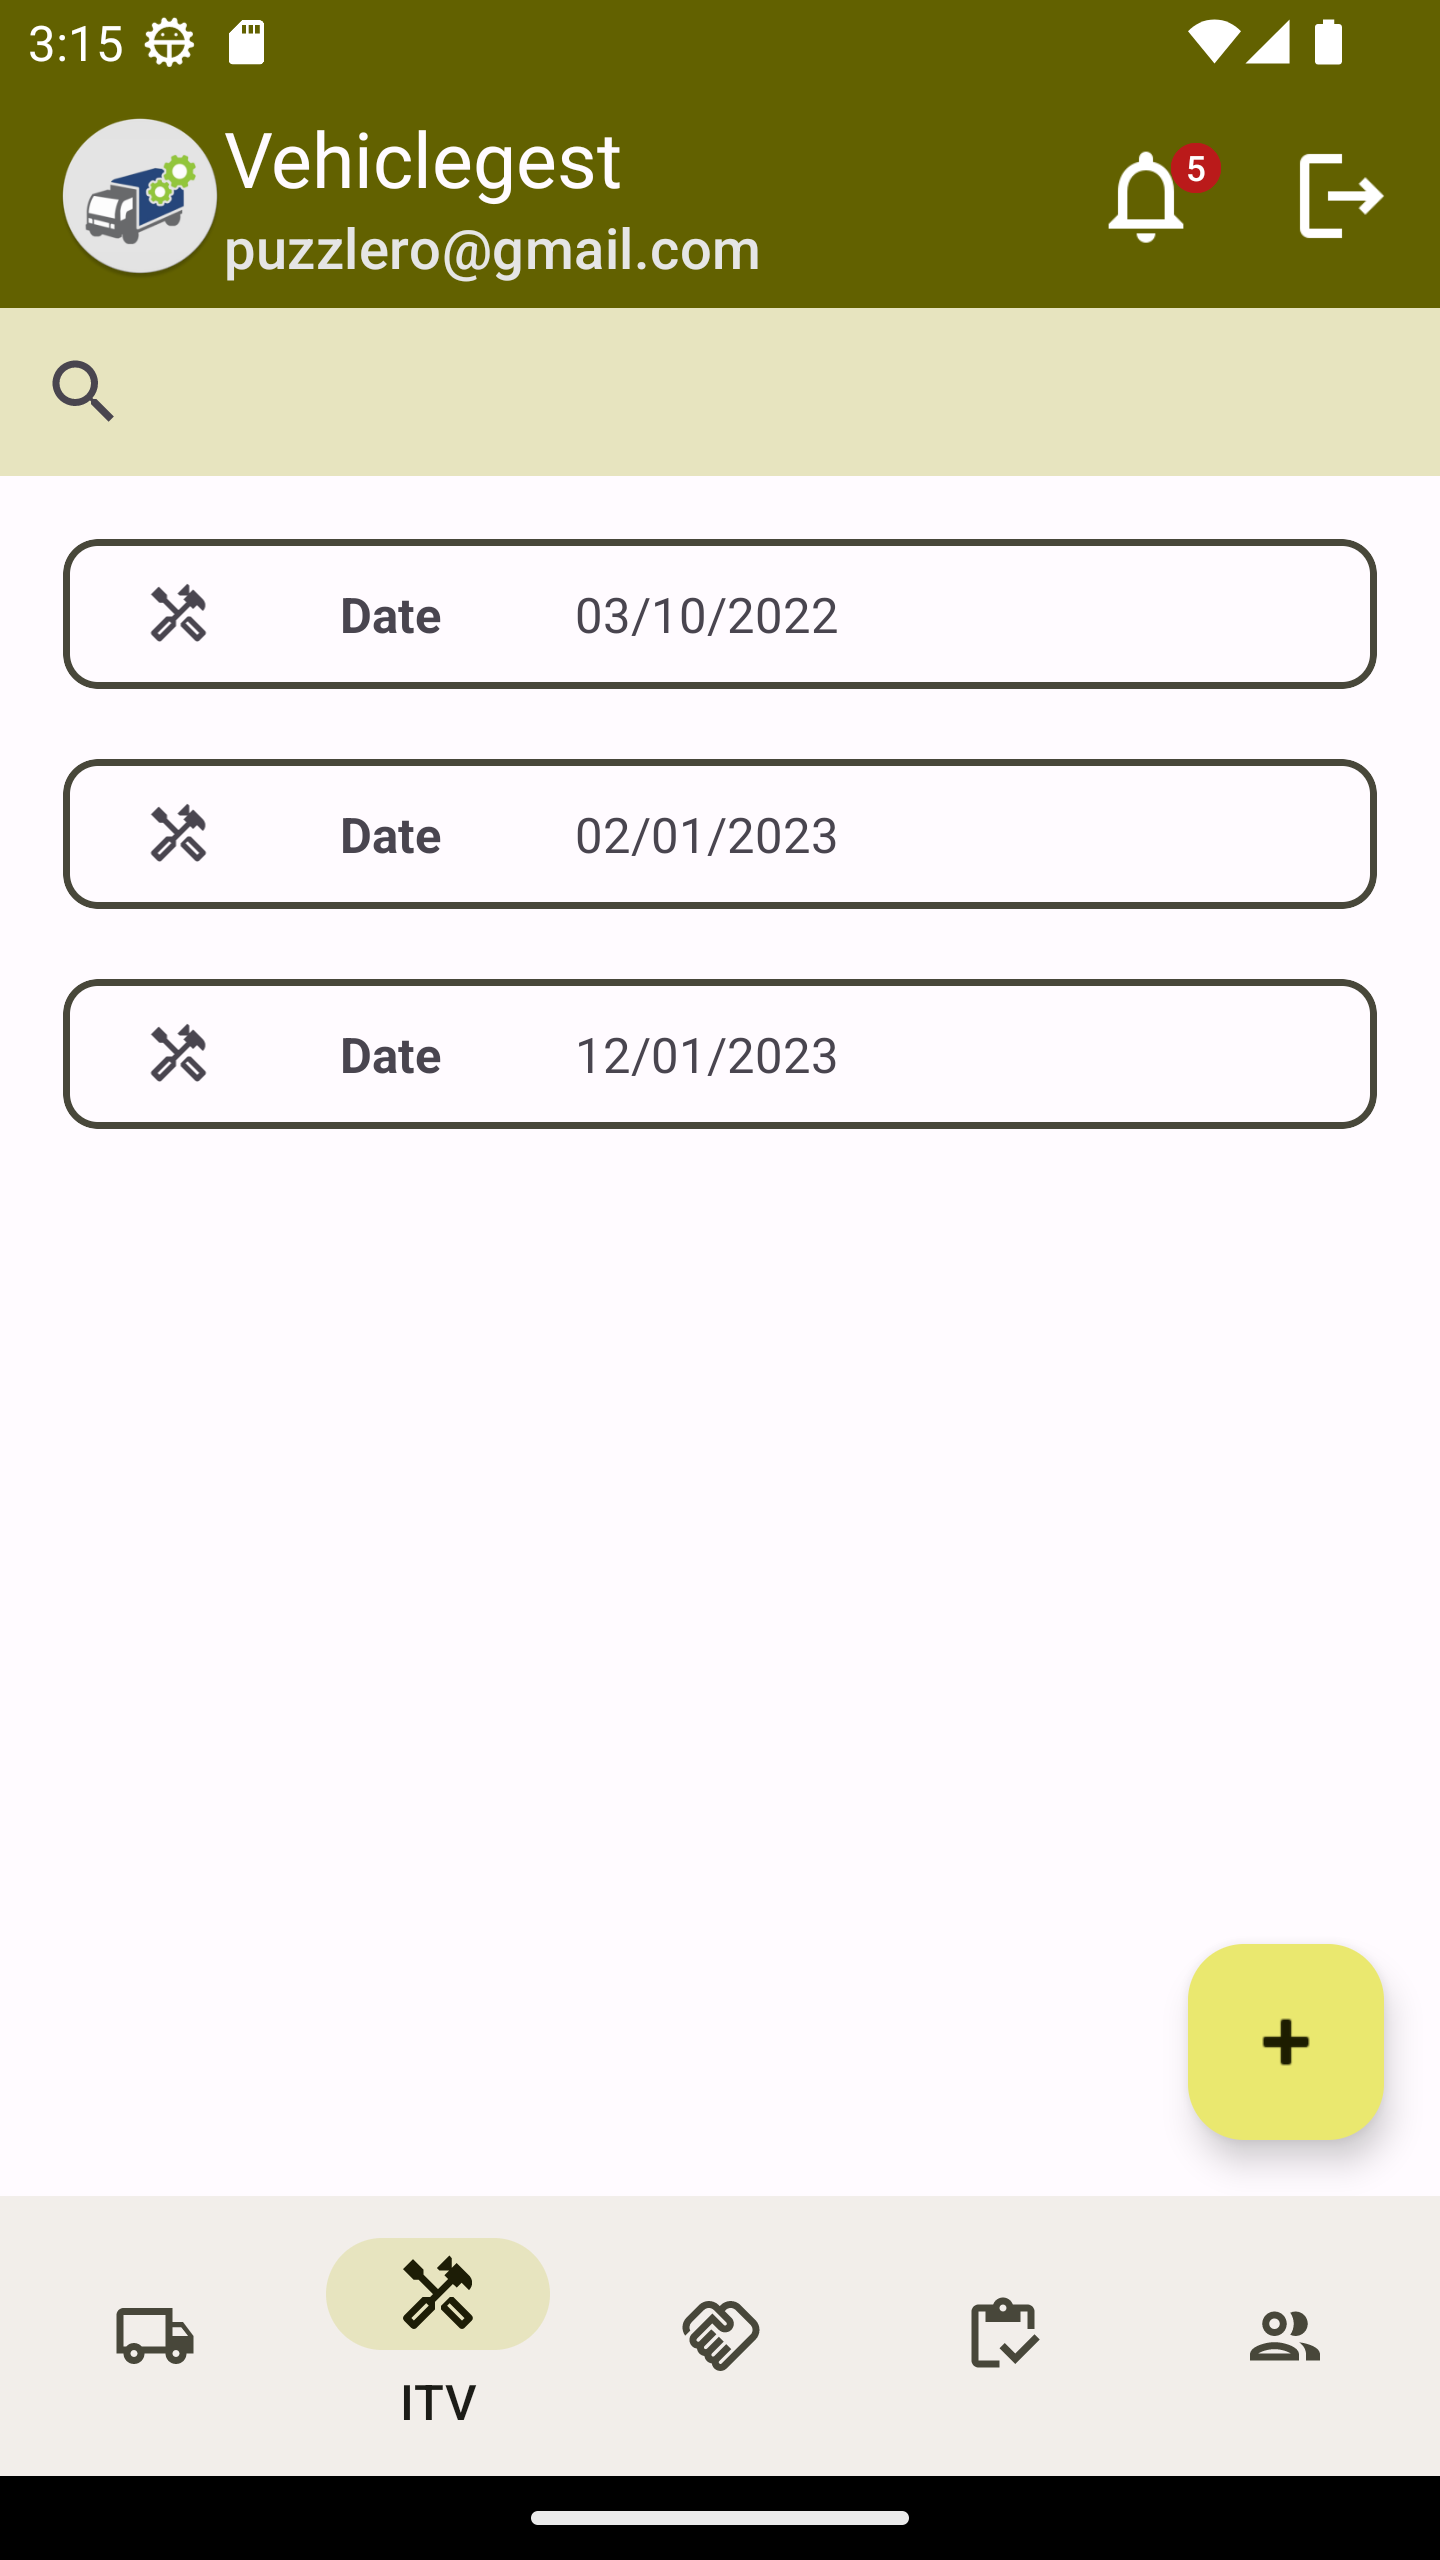 3:15
Vehiclegest
5
puzzlero@gmail.com
Date 03/10/2022
Date 02/01/2023
Date 12/01/2023
ITV